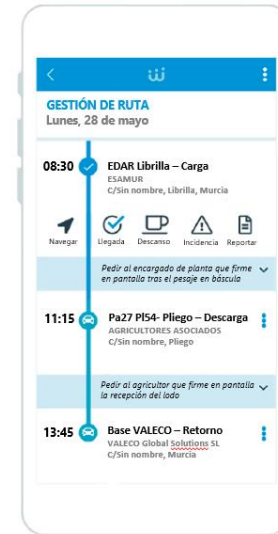 GESTIÓN DE RUTA
Lunes, 28 de mayo
08:30 EDAR Librilla – Carga
ESAMUR
C/Sin nombre, Librilla, Murcia
Navegar Llegada Descanso Incidencia Reportar
Pedir al encargado de planta que firme
en pantalla tras el pesaje en báscula
11:15 Pa27 Pl54- Pliego – Descarga
AGRICULTORES ASOCIADOS
C/Sin nombre, Pliego
Pedir al agricultor que firme en pantalla
la recepción del lodo
13:45 Base VALECO – Retorno
VALECO Global Solutions SL
C/Sin nombre, Murcia